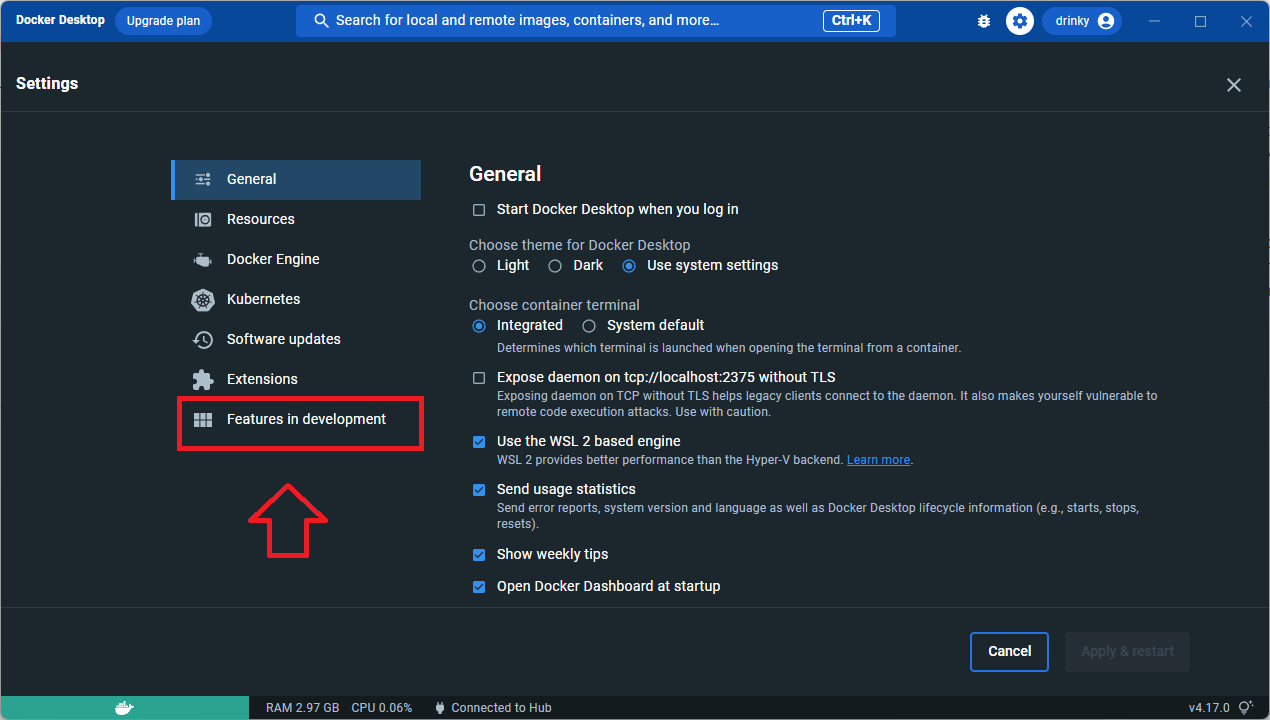 Docker Desktop Upgrade plan Search for local and remote images, containers, and more... Ctrl+K drinky
Settings
General
Resources
Docker Engine
Kubernetes
Software updates
Extensions
Features in development
General
Start Docker Desktop when you log in
Choose theme for Docker Desktop
Light Dark Use system settings
Choose container terminal
Integrated System default
Determines which terminal is launched when opening the terminal from a container.
Expose daemon on tcp://localhost:2375 without TLS
Exposing daemon on TCP without TLS helps legacy clients connect to the daemon. It also makes yourself vulnerable to
remote code execution attacks. Use with caution.
Use the WSL 2 based engine
WSL 2 provides better performance than the Hyper-V backend. Learn more.
Send usage statistics
Send error reports, system version and language as well as Docker Desktop lifecycle information (e.g., starts, stops,
resets).
Show weekly tips
Open Docker Dashboard at startup
Cancel Apply & restart
RAM 2.97 GB CPU 0.06% Connected to Hub v4.17.0